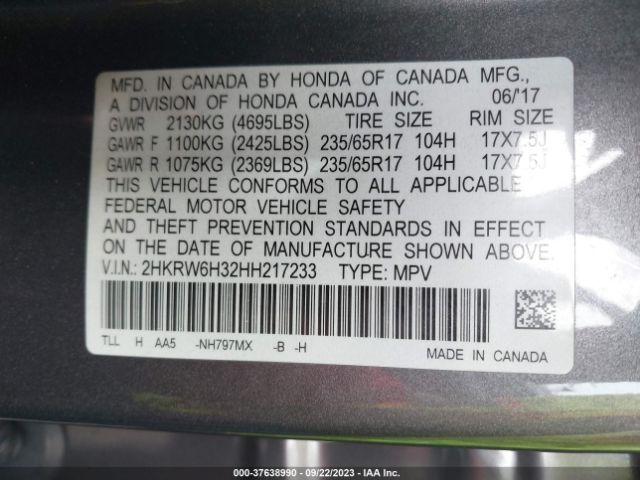 MFD. IN CANADA BY HONDA OF CANADA MFG.,
A DIVISION OF HONDA CANADA INC. 06/17
GVWR 2130KG (4695LBS) TIRE SIZE RIM SIZE
GAWR F 1100KG (2425LBS) 235/65R17 104H 17X7.5J
GAWR R 1075KG (2369LBS) 235/65R17 104H 17X7.5J
THIS VEHICLE CONFORMS TO ALL APPLICABLE
FEDERAL MOTOR VEHICLE SAFETY
AND THEFT PREVENTION STANDARDS IN EFFECT
ON THE DATE OF MANUFACTURE SHOWN ABOVE.
V.I.N.: 2HKRW6H32HH217233 TYPE: MPV
TLL H AA5 -NH797MX -B -H
MADE IN CANADA
000-37638990 - 09/22/2023 - IAA Inc.